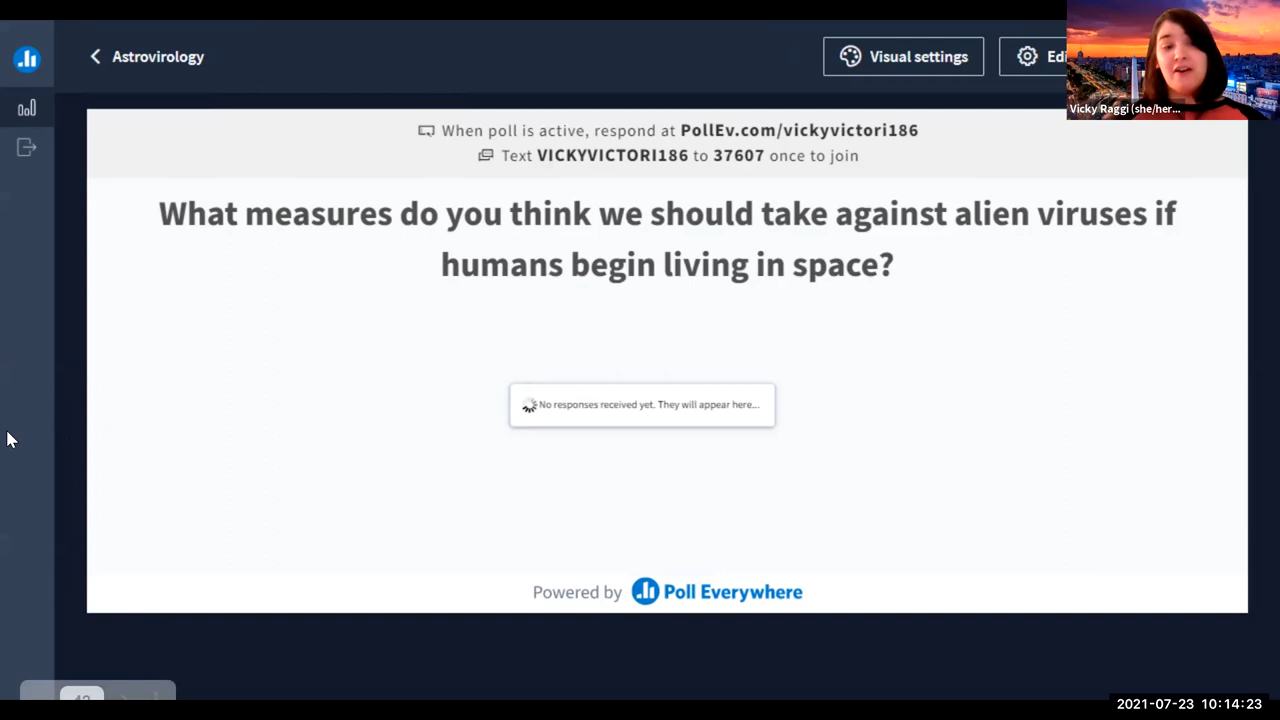 Astrovirology
Visual settings
Edi
Vicky Raggi (she/her...
When poll is active, respond at PollEv.com/vickyvictori186
Text VICKYVICTORI186 to 37607 once to join
What measures do you think we should take against alien viruses if
humans begin living in space?
No responses received yet. They will appear here...
Powered by Poll Everywhere
2021-07-23 10:14:23